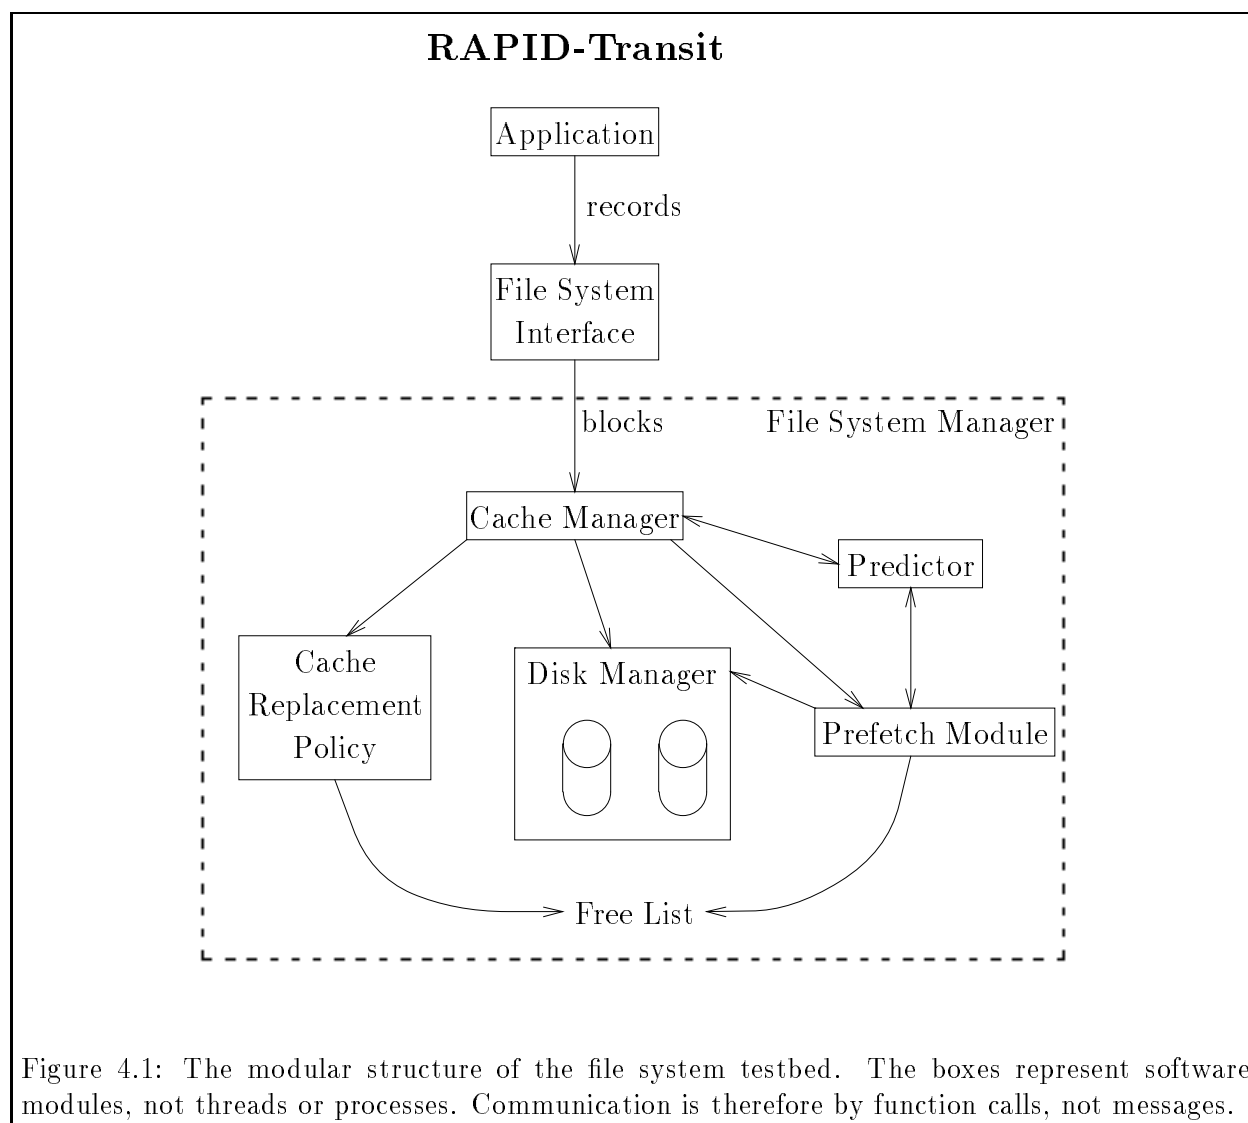 RAPID-Transit
Application
records
File System
Interface
blocks
File System Manager
Cache Manager
Predictor
Cache
Replacement
Policy
Disk Manager
Prefetch Module
Free List
Figure 4.1: The modular structure of the file system testbed. The boxes represent software
modules, not threads or processes. Communication is therefore by function calls, not messages.